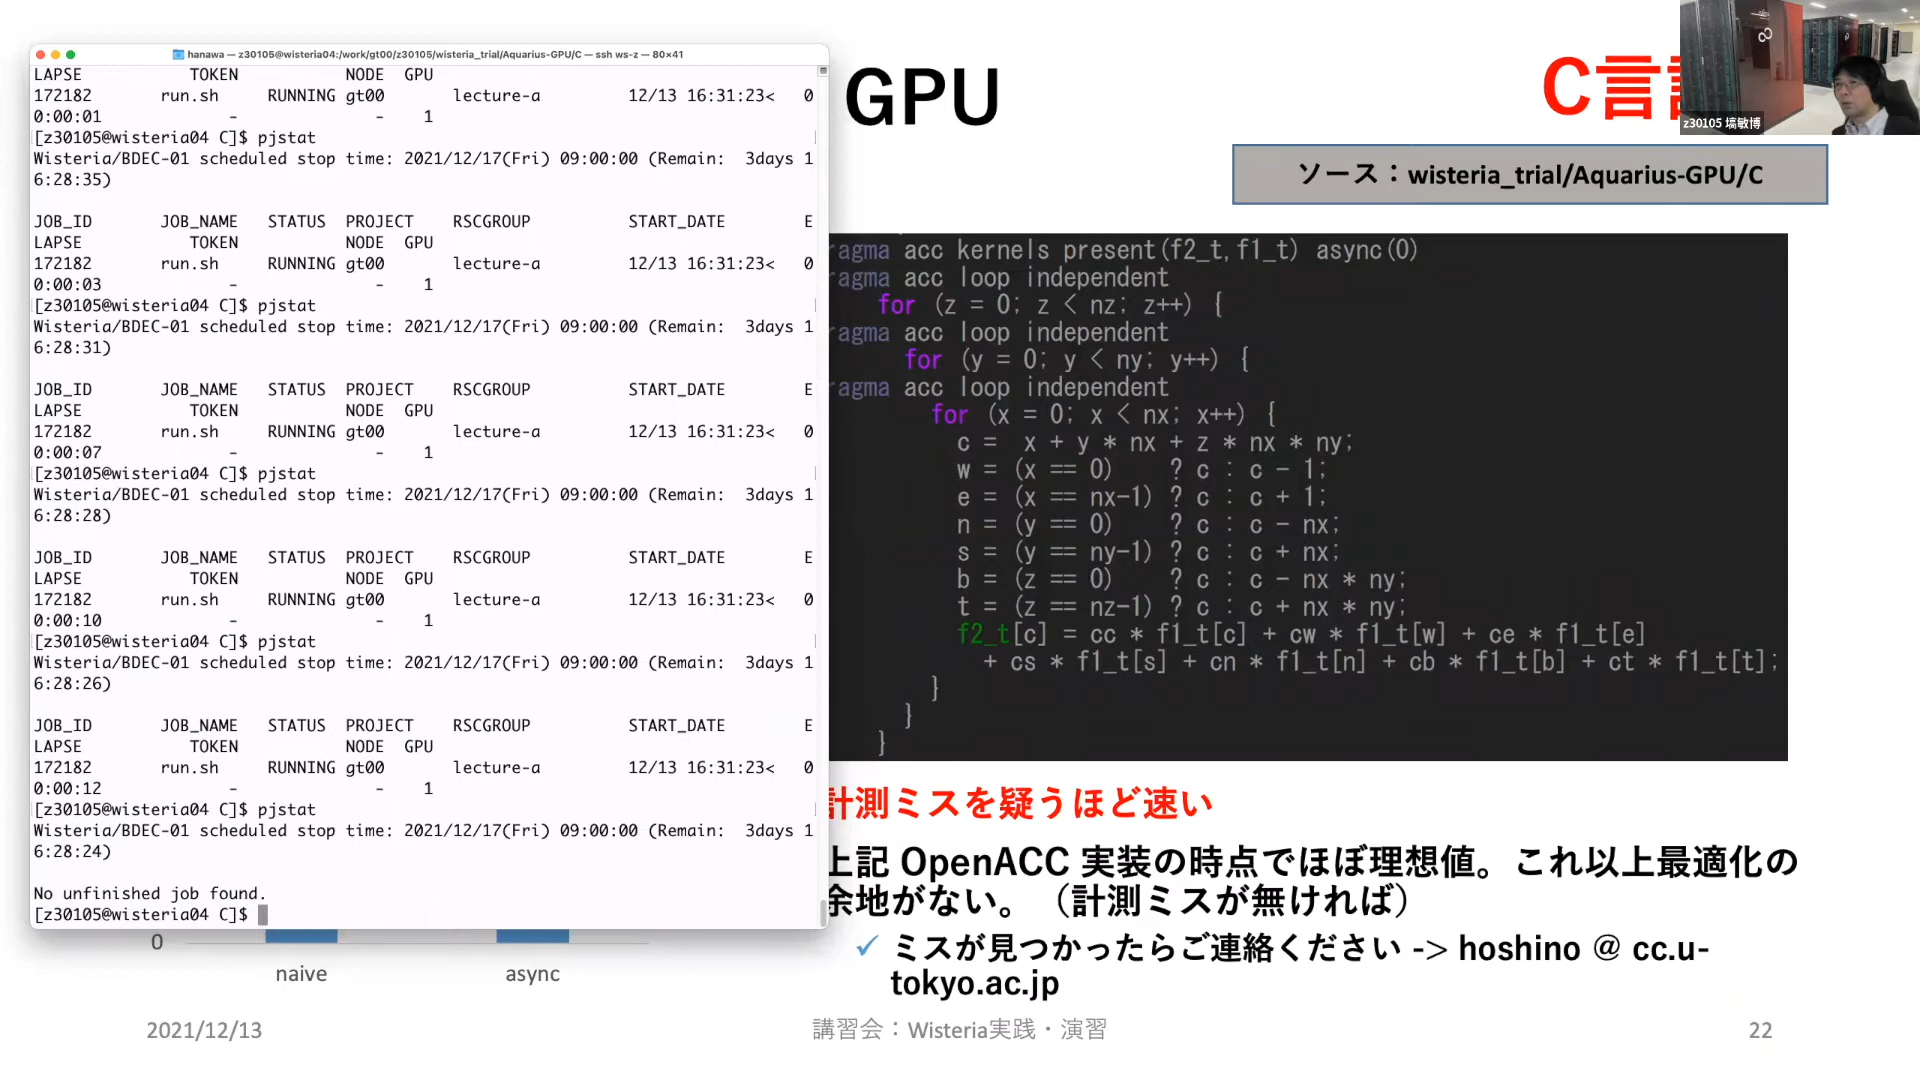 hanawa — z30105@wisteria04:/work/gt00/z30105/wisteria_trial/Aquarius-GPU/C — ssh ws-z — 80×41
LAPSE TOKEN NODE GPU
172182 run.sh RUNNING gt00 lecture-a 12/13 16:31:23< 0
0:00:01 - - 1
[z30105@wisteria04 C]$ pjstat
Wisteria/BDEC-01 scheduled stop time: 2021/12/17(Fri) 09:00:00 (Remain: 3days 1
6:28:35)
JOB_ID JOB_NAME STATUS PROJECT RSCGROUP START_DATE E
LAPSE TOKEN NODE GPU
172182 run.sh RUNNING gt00 lecture-a 12/13 16:31:23< 0
0:00:03 - - 1
[z30105@wisteria04 C]$ pjstat
Wisteria/BDEC-01 scheduled stop time: 2021/12/17(Fri) 09:00:00 (Remain: 3days 1
6:28:31)
JOB_ID JOB_NAME STATUS PROJECT RSCGROUP START_DATE E
LAPSE TOKEN NODE GPU
172182 run.sh RUNNING gt00 lecture-a 12/13 16:31:23< 0
0:00:07 - - 1
[z30105@wisteria04 C]$ pjstat
Wisteria/BDEC-01 scheduled stop time: 2021/12/17(Fri) 09:00:00 (Remain: 3days 1
6:28:28)
JOB_ID JOB_NAME STATUS PROJECT RSCGROUP START_DATE E
LAPSE TOKEN NODE GPU
172182 run.sh RUNNING gt00 lecture-a 12/13 16:31:23< 0
0:00:10 - - 1
[z30105@wisteria04 C]$ pjstat
Wisteria/BDEC-01 scheduled stop time: 2021/12/17(Fri) 09:00:00 (Remain: 3days 1
6:28:26)
JOB_ID JOB_NAME STATUS PROJECT RSCGROUP START_DATE E
LAPSE TOKEN NODE GPU
172182 run.sh RUNNING gt00 lecture-a 12/13 16:31:23< 0
0:00:12 - - 1
[z30105@wisteria04 C]$ pjstat
Wisteria/BDEC-01 scheduled stop time: 2021/12/17(Fri) 09:00:00 (Remain: 3days 1
6:28:24)
No unfinished job found.
[z30105@wisteria04 C]$
GPU
C言
z30105 塙敏博
ソース：wisteria_trial/Aquarius-GPU/C
ragma acc kernels present(f2_t,f1_t) async(0)
ragma acc loop independent
for (z = 0; z < nz; z++) {
ragma acc loop independent
for (y = 0; y < ny; y++) {
ragma acc loop independent
for (x = 0; x < nx; x++) {
c = x + y * nx + z * nx * ny;
w = (x == 0) ? c : c - 1;
e = (x == nx-1) ? c : c + 1;
n = (y == 0) ? c : c - nx;
s = (y == ny-1) ? c : c + nx;
b = (z == 0) ? c : c - nx * ny;
t = (z == nz-1) ? c : c + nx * ny;
f2_t[c] = cc * f1_t[c] + cw * f1_t[w] + ce * f1_t[e]
+ cs * f1_t[s] + cn * f1_t[n] + cb * f1_t[b] + ct * f1_t[t];
}
}
}
計測ミスを疑うほど速い
上記 OpenACC 実装の時点でほぼ理想値。これ以上最適化の
余地がない。（計測ミスが無ければ）
✓ ミスが見つかったらご連絡ください -> hoshino @ cc.u-
tokyo.ac.jp
0
naive async
2021/12/13
講習会：Wisteria実践・演習
22